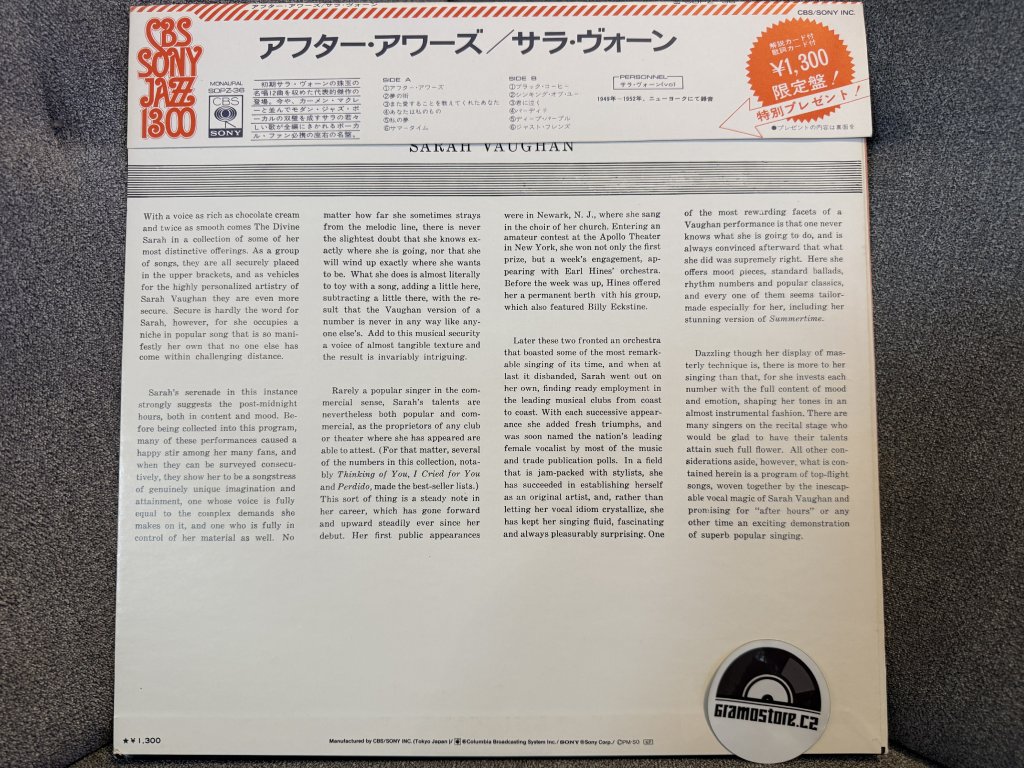 CBS
SONY
JAZZ
1300
アフター・アワーズ/サラ・ヴォーン
CBS/SONY INC.
アフター・アワーズ/サラ・ヴォーン
MONAURAL
SOPZ-36
CBS
SONY
初期サラ・ヴォーンの珠玉の
名唱12曲を収めた代表的傑作の
登場。今や、カーメン・マクレ
ーと並んでモダン・ジャズ・ボ
ーカルの双璧を成すサラの若々
しい歌が全編にきかれるボーカ
ル・ファン必携の座右の名盤。
SIDE A
①アフター・アワーズ
②夢の街
③また愛することを教えてくれたあなた
④あなたは私のもの
⑤私の夢
⑥サマータイム
SIDE B
①ブラック・コーヒー
②シンキング・オブ・ユー
③君に泣く
④パーディド
⑤ディープ・パープル
⑥ジャスト・フレンズ
PERSONNEL
サラ・ヴォーン(vo)
1949年〜1952年、ニューヨークにて録音
解説カード付
歌詞カード付
¥1,300
限定盤!
特別プレゼント!
●プレゼントの内容は裏面を
SARAH VAUGHAN
With a voice as rich as chocolate cream
and twice as smooth comes The Divine
Sarah in a collection of some of her
most distinctive offerings. As a group
of songs, they are all securely placed
in the upper brackets, and as vehicles
for the highly personalized artistry of
Sarah Vaughan they are even more
secure. Secure is hardly the word for
Sarah, however, for she occupies a
niche in popular song that is so mani-
festly her own that no one else has
come within challenging distance.
Sarah's serenade in this instance
strongly suggests the post-midnight
hours, both in content and mood. Be-
fore being collected into this program,
many of these performances caused a
happy stir among her many fans, and
when they can be surveyed consecu-
tively, they show her to be a songstress
of genuinely unique imagination and
attainment, one whose voice is fully
equal to the complex demands she
makes on it, and one who is fully in
control of her material as well. No
matter how far she sometimes strays
from the melodic line, there is never
the slightest doubt that she knows ex-
actly where she is going, nor that she
will wind up exactly where she wants
to be. What she does is almost literally
to toy with a song, adding a little here,
subtracting a little there, with the re-
sult that the Vaughan version of a
number is never in any way like any-
one else's. Add to this musical security
a voice of almost tangible texture and
the result is invariably intriguing.
Rarely a popular singer in the com-
mercial sense, Sarah's talents are
nevertheless both popular and com-
mercial, as the proprietors of any club
or theater where she has appeared are
able to attest. (For that matter, several
of the numbers in this collection, nota-
bly Thinking of You, I Cried for You
and Perdido, made the best-seller lists.)
This sort of thing is a steady note in
her career, which has gone forward
and upward steadily ever since her
debut. Her first public appearances
were in Newark, N. J., where she sang
in the choir of her church. Entering an
amateur contest at the Apollo Theater
in New York, she won not only the first
prize, but a week's engagement, ap-
pearing with Earl Hines' orchestra.
Before the week was up, Hines offered
her a permanent berth with his group,
which also featured Billy Eckstine.
Later these two fronted an orchestra
that boasted some of the most remark-
able singing of its time, and when at
last it disbanded, Sarah went out on
her own, finding ready employment in
the leading musical clubs from coast
to coast. With each successive appear-
ance she added fresh triumphs, and
was soon named the nation's leading
female vocalist by most of the music
and trade publication polls. In a field
that is jam-packed with stylists, she
has succeeded in establishing herself
as an original artist, and, rather than
letting her vocal idiom crystallize, she
has kept her singing fluid, fascinating
and always pleasurably surprising. One
of the most rewarding facets of a
Vaughan performance is that one never
knows what she is going to do, and is
always convinced afterward that what
she did was supremely right. Here she
offers mood pieces, standard ballads,
rhythm numbers and popular classics,
and every one of them seems tailor-
made especially for her, including her
stunning version of Summertime.
Dazzling though her display of mas-
terly technique is, there is more to her
singing than that, for she invests each
number with the full content of mood
and emotion, shaping her tones in an
almost instrumental fashion. There are
many singers on the recital stage who
would be glad to have their talents
attain such full flower. All other con-
siderations aside, however, what is con-
tained herein is a program of top-flight
songs, woven together by the inescap-
able vocal magic of Sarah Vaughan and
promising for "after hours" or any
other time an exciting demonstration
of superb popular singing.
★¥1,300
Manufactured by CBS/SONY INC. (Tokyo Japan)/ ®Columbia Broadcasting System Inc./ SONY ®Sony Corp./ ⒸPM-SO
Gramostore.cz